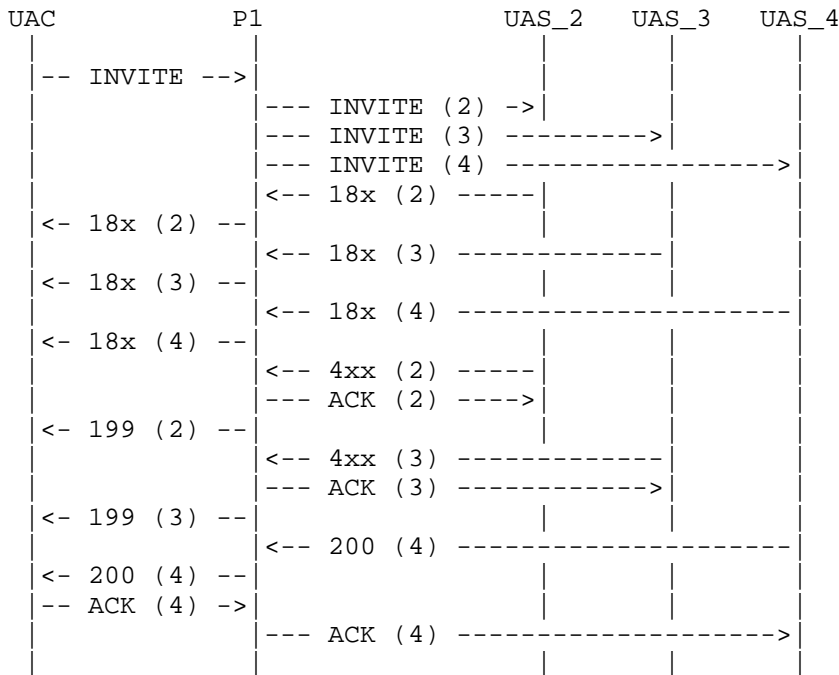 UAC P1 UAS_2 UAS_3 UAS_4
-- INVITE -->
--- INVITE (2) ->
--- INVITE (3) --------->
--- INVITE (4) ----------------->
<-- 18x (2) -----
<- 18x (2) --
<-- 18x (3) -------------
<- 18x (3) --
<-- 18x (4) ---------------------
<- 18x (4) --
<-- 4xx (2) -----
--- ACK (2) ---->
<- 199 (2) --
<-- 4xx (3) -------------
--- ACK (3) ------------>
<- 199 (3) --
<-- 200 (4) ---------------------
<- 200 (4) --
-- ACK (4) ->
--- ACK (4) -------------------->